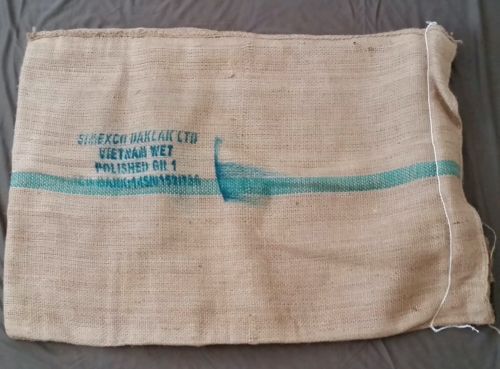 SIMEXCO DAKLAK LTD
VIETNAM WET
POLISHED GR.1